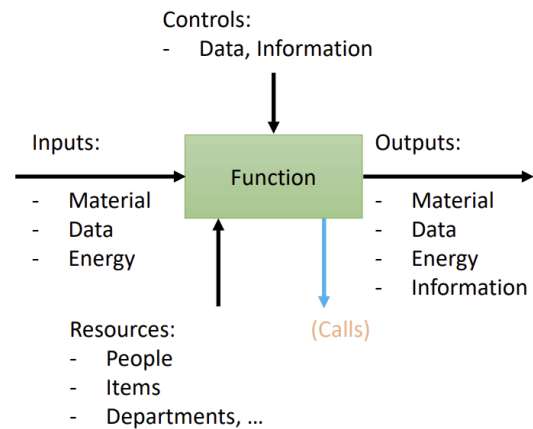 Controls:
- Data, Information
Inputs:
- Material
- Data
- Energy
Function
Outputs:
- Material
- Data
- Energy
- Information
Resources:
- People
- Items
- Departments, ...
(Calls)